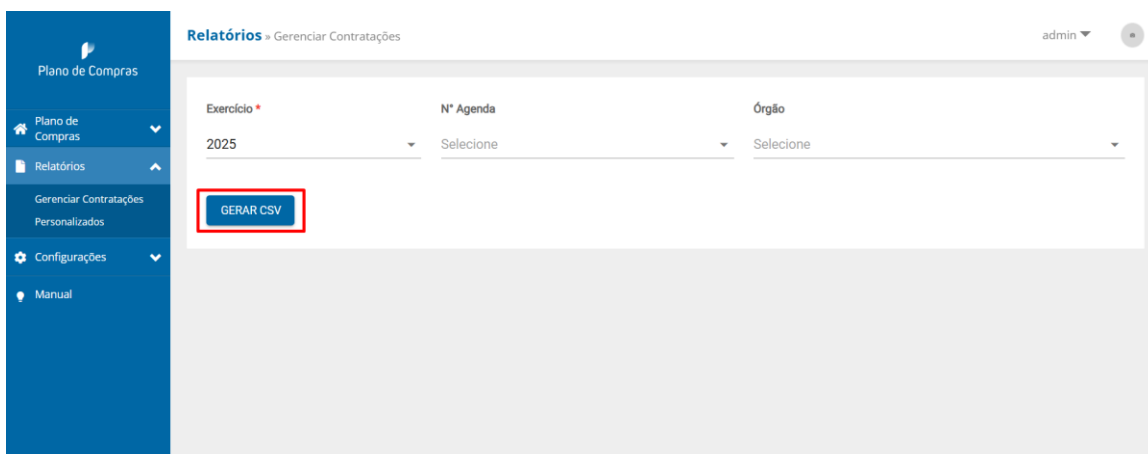 Plano de Compras
Relatórios » Gerenciar Contratações
admin
Plano de
Compras
Relatórios
Gerenciar Contratações
Personalizados
Configurações
Manual
Exercício *
N° Agenda
Órgão
2025
Selecione
Selecione
GERAR CSV